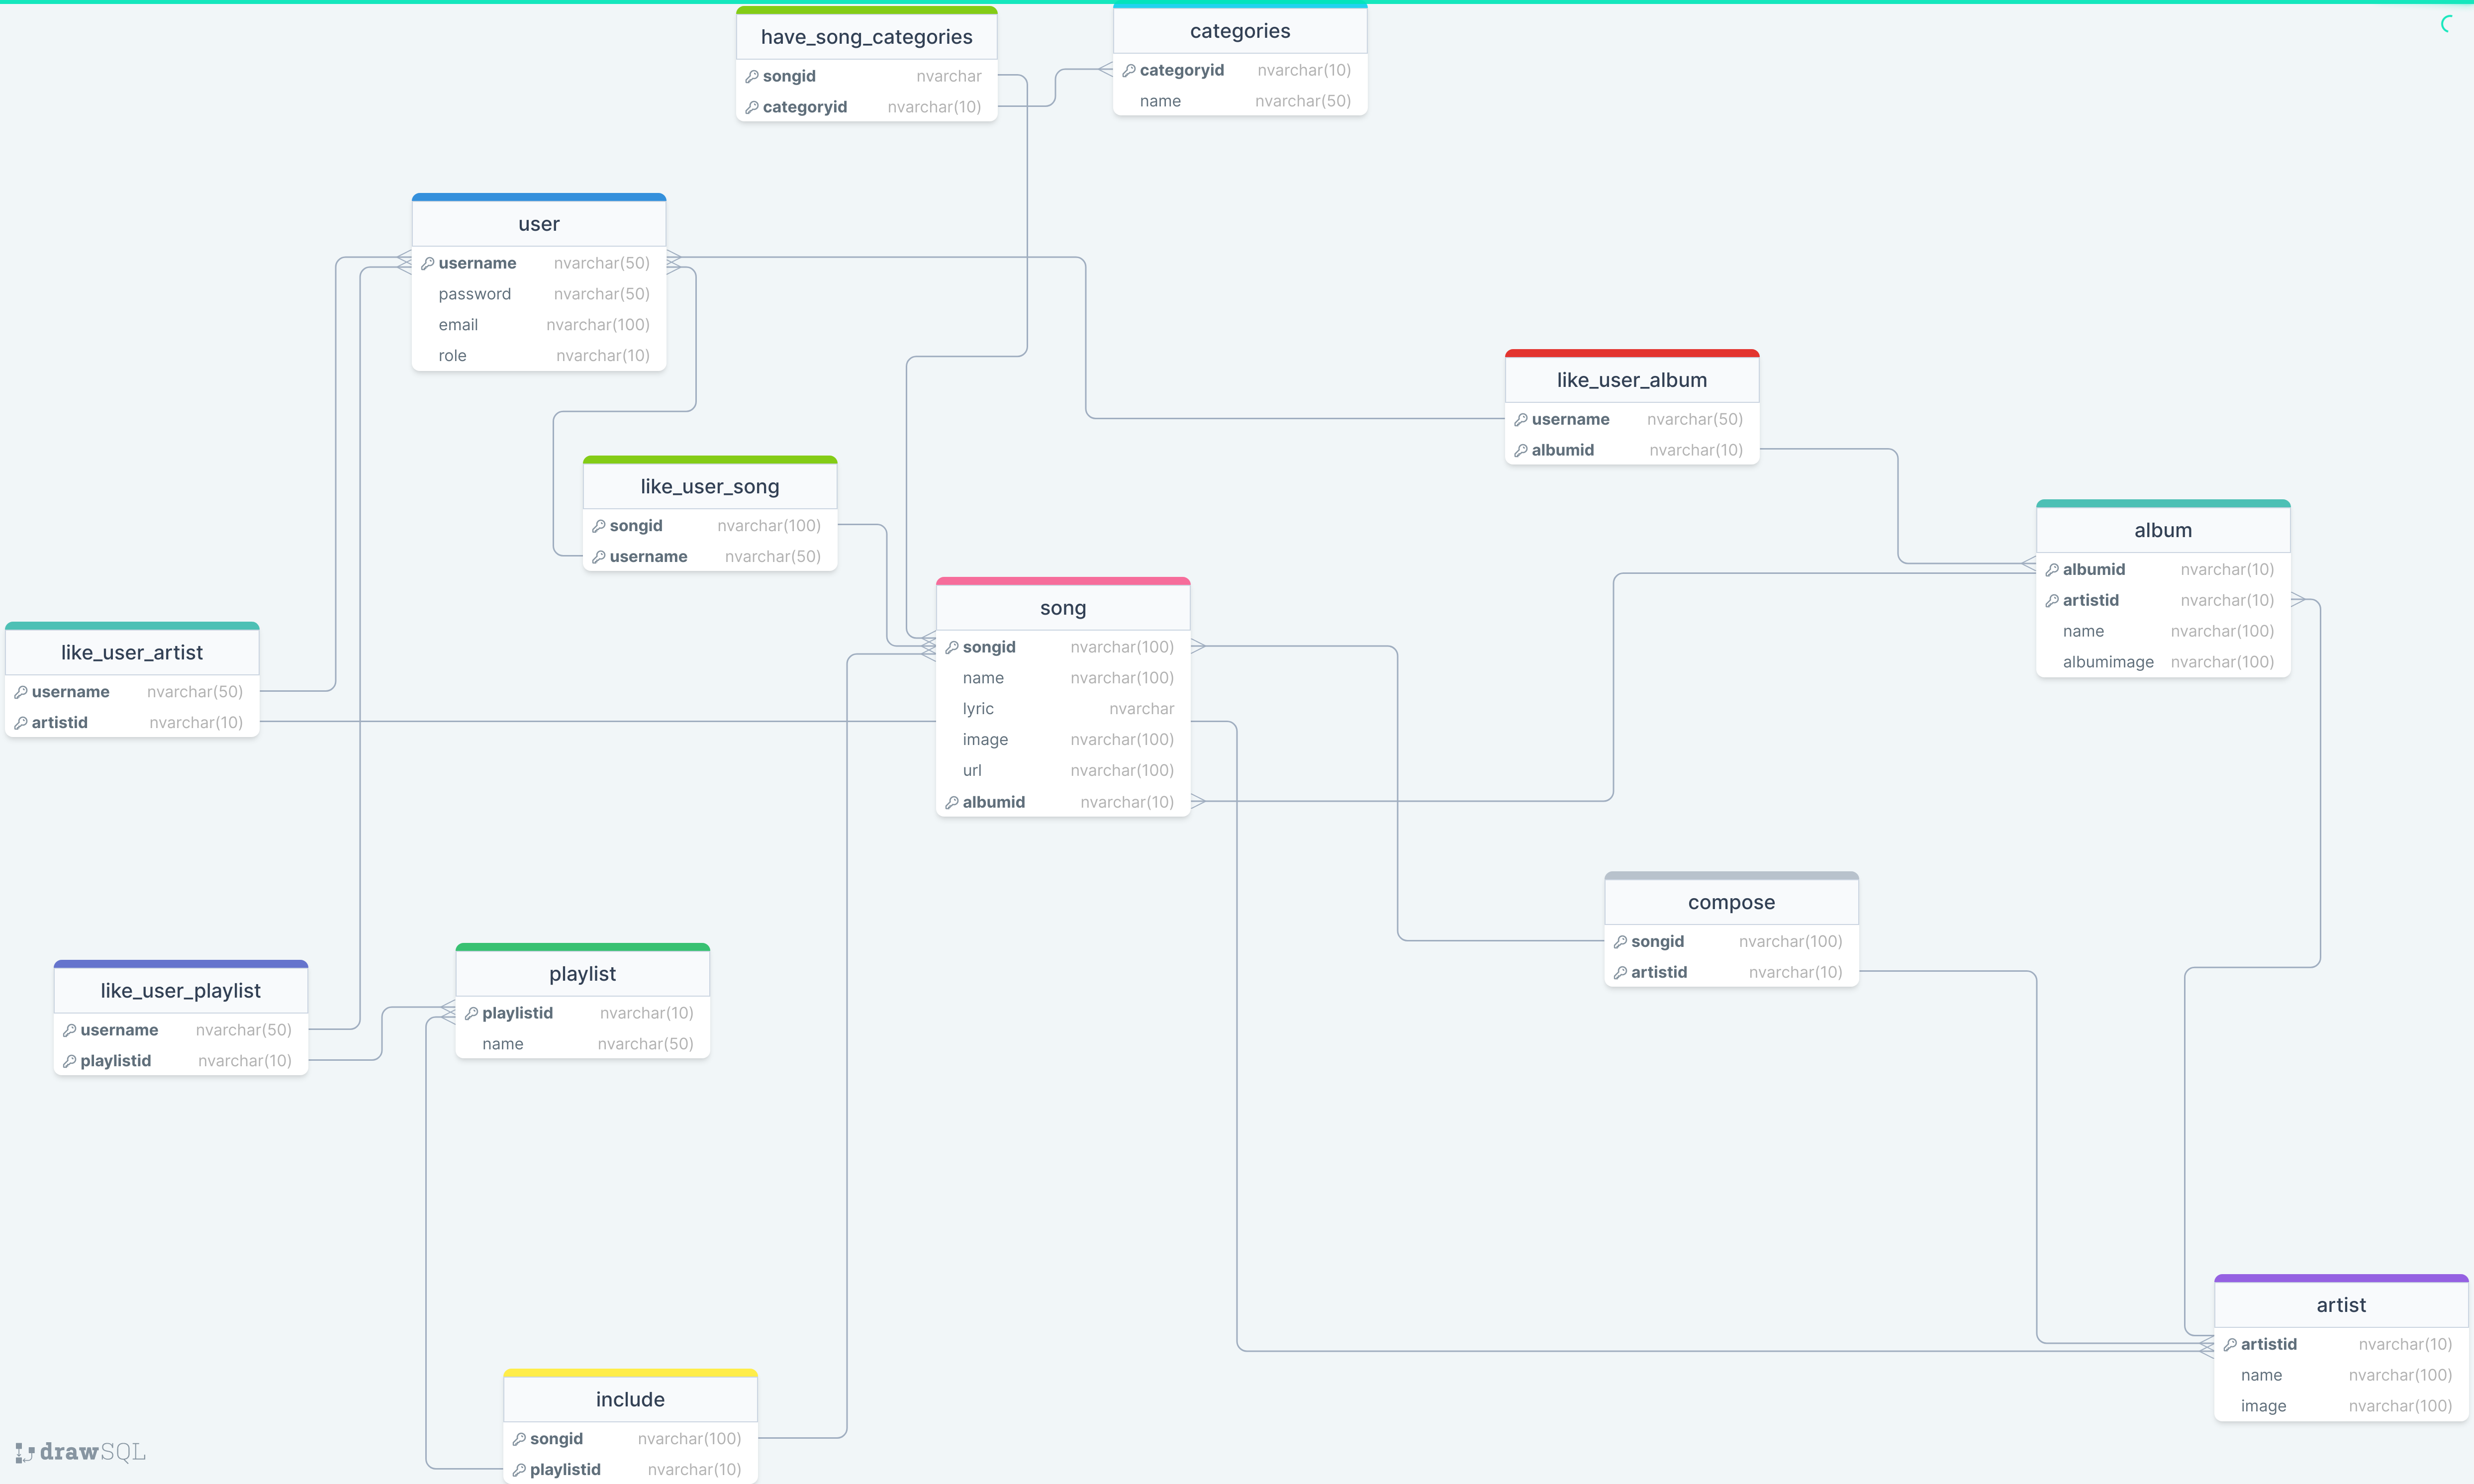 have_song_categories
songid nvarchar
categoryid nvarchar(10)
categories
categoryid nvarchar(10)
name nvarchar(50)
user
username nvarchar(50)
password nvarchar(50)
email nvarchar(100)
role nvarchar(10)
like_user_album
username nvarchar(50)
albumid nvarchar(10)
like_user_song
songid nvarchar(100)
username nvarchar(50)
album
albumid nvarchar(10)
artistid nvarchar(10)
name nvarchar(100)
albumimage nvarchar(100)
song
songid nvarchar(100)
name nvarchar(100)
lyric nvarchar
image nvarchar(100)
url nvarchar(100)
albumid nvarchar(10)
like_user_artist
username nvarchar(50)
artistid nvarchar(10)
compose
songid nvarchar(100)
artistid nvarchar(10)
like_user_playlist
username nvarchar(50)
playlistid nvarchar(10)
playlist
playlistid nvarchar(10)
name nvarchar(50)
artist
artistid nvarchar(10)
name nvarchar(100)
image nvarchar(100)
include
songid nvarchar(100)
playlistid nvarchar(10)
drawSQL